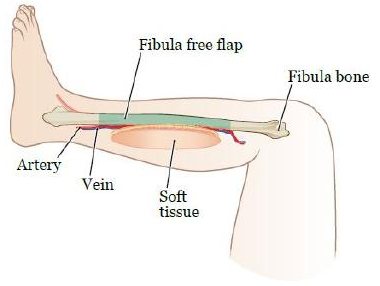 Fibula free flap
Fibula bone
Artery
Vein
Soft
tissue